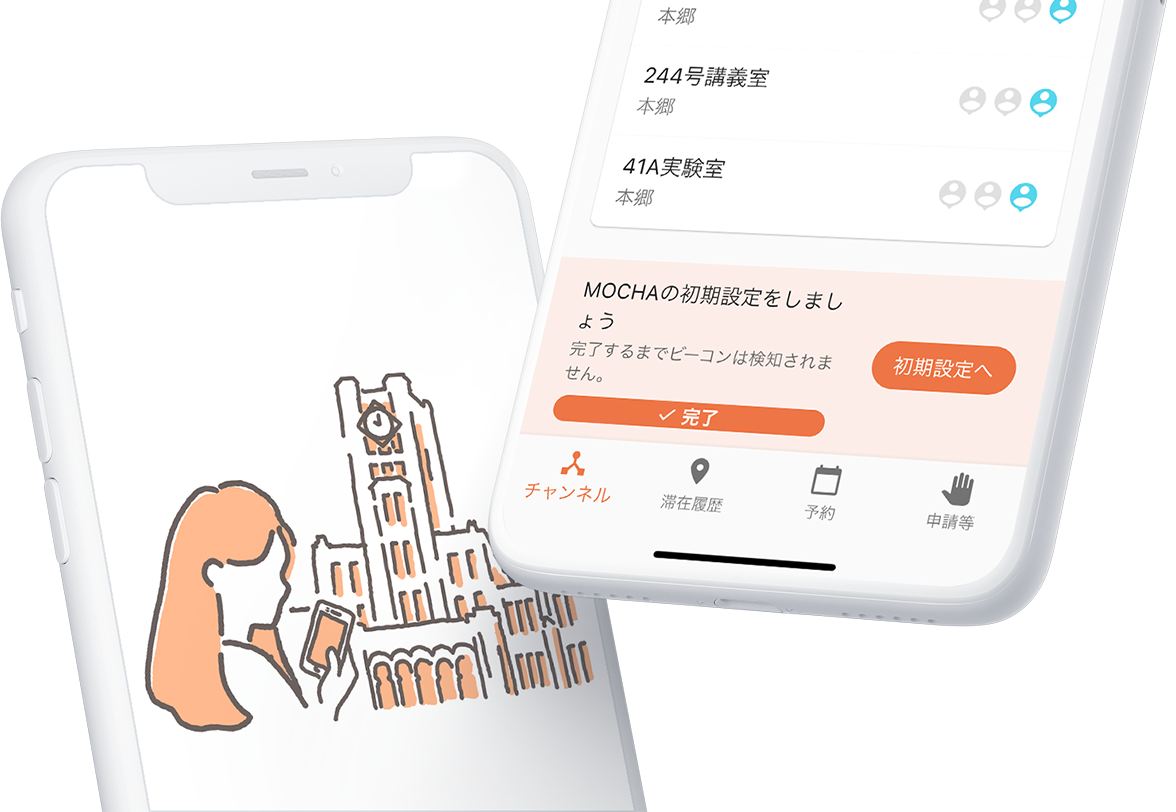 本郷
244号講義室
本郷
41A実験室
本郷
MOCHAの初期設定をしまし
ょう
完了するまでビーコンは検知されま
せん。
初期設定へ
✓ 完了
チャンネル
滞在履歴
予約
申請等